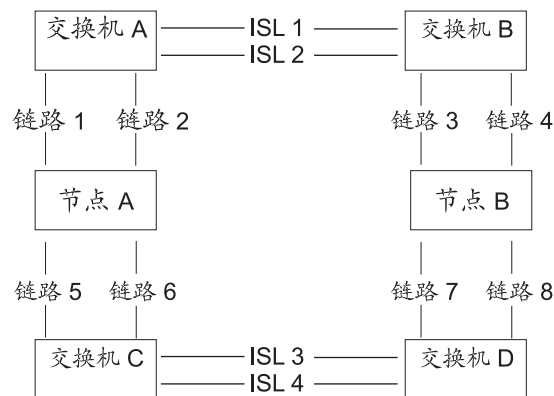 交换机 A
ISL 1
ISL 2
交换机 B
链路 1
链路 2
链路 3
链路 4
节点 A
节点 B
链路 5
链路 6
链路 7
链路 8
交换机 C
ISL 3
ISL 4
交换机 D